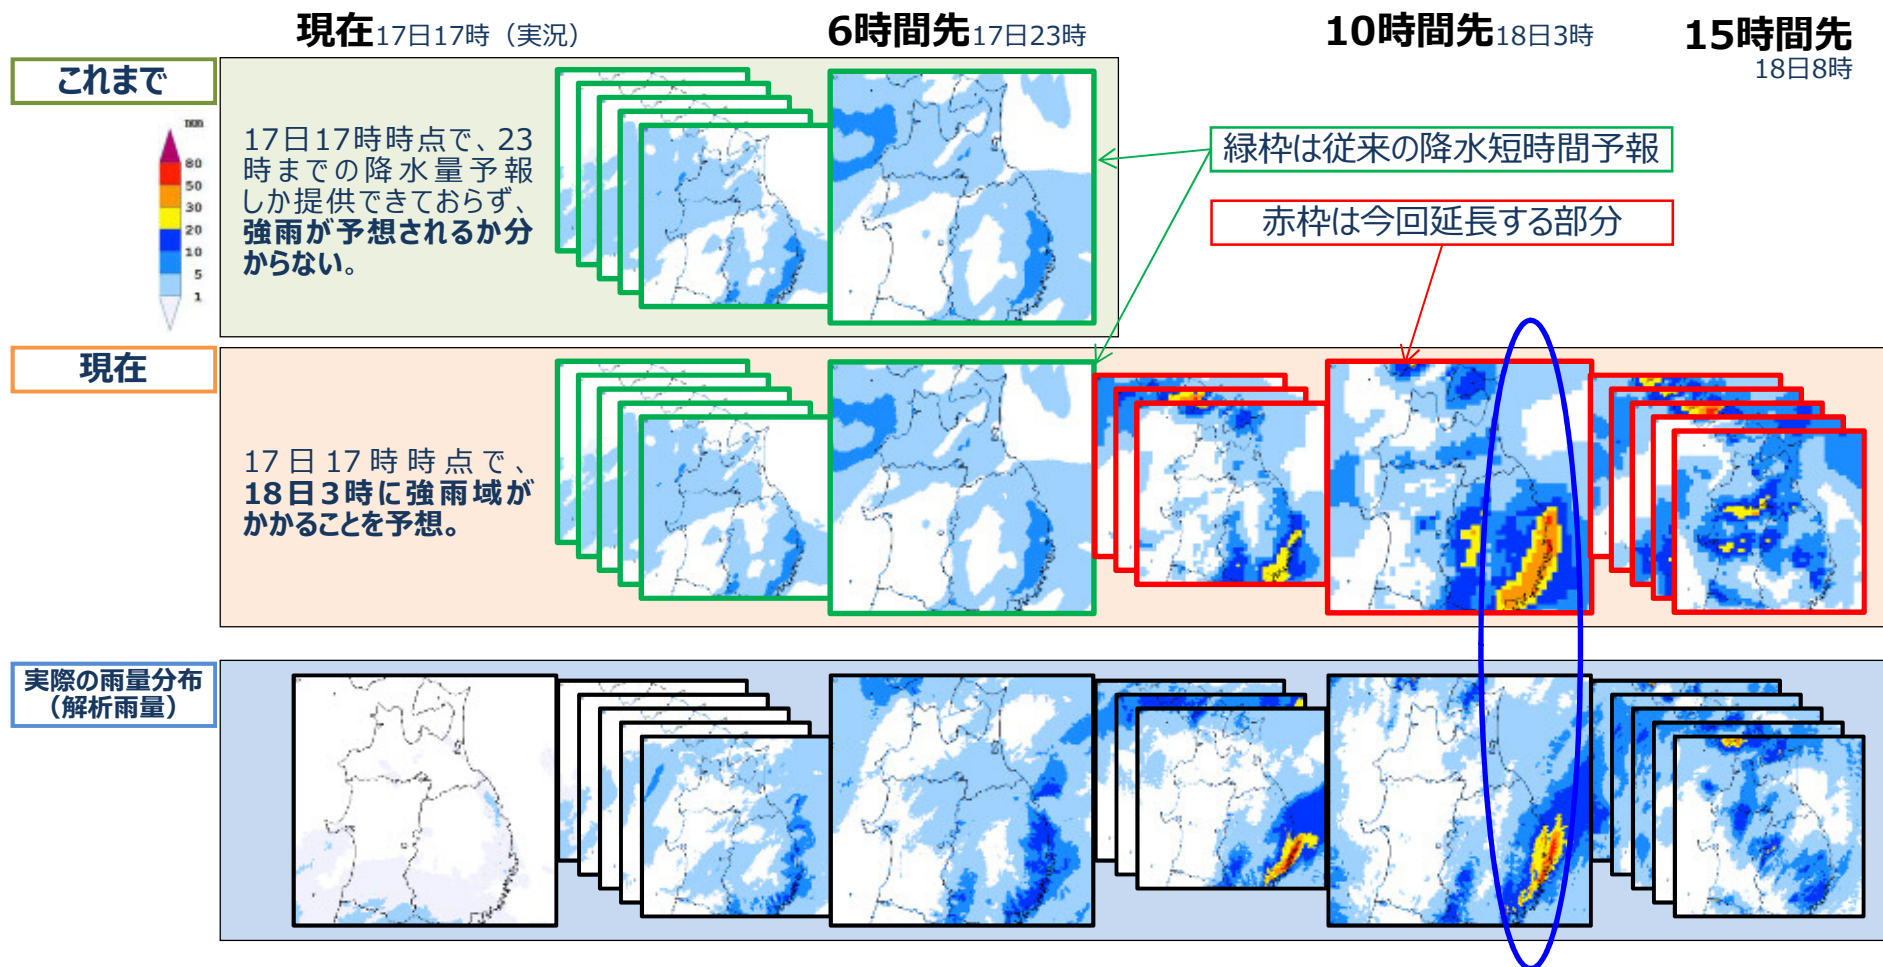 現在17日17時（実況）
6時間先17日23時
10時間先18日3時
15時間先
18日8時
これまで
mm
80
50
30
20
10
5
1
17日17時時点で、23
時までの降水量予報
しか提供できておらず、
強雨が予想されるか分
からない。
緑枠は従来の降水短時間予報
赤枠は今回延長する部分
現在
17日17時時点で、
18日3時に強雨域が
かかることを予想。
実際の雨量分布
（解析雨量）